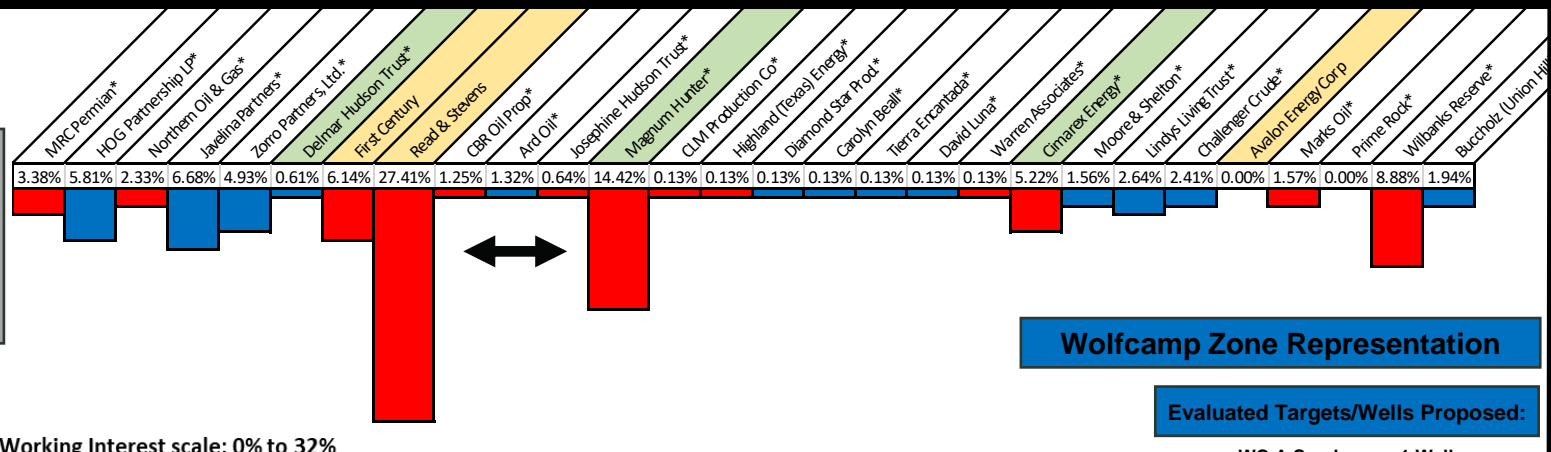 MRC Permian*
HOG Partnership LP*
Northern Oil & Gas*
Javelina Partners*
Zorro Partners, Ltd.*
Delmar Hudson Trust*
First Century
Read & Stevens
CBR Oil Prop*
Ard Oil*
Josephine Hudson Trust*
Magnum Hunter*
CLM Production Co*
Highland (Texas) Energy*
Diamond Star Prod.*
Carolyn Beall*
Tierra Encantada*
David Luna*
Warren Associates*
Cimarex Energy*
Moore & Shelton*
Lindys Living Trust*
Challenger Crude*
Avalon Energy Corp
Marks Oil*
Prime Rock*
Wilbanks Reserve*
Buccholz (Union Hill
3.38% 5.81% 2.33% 6.68% 4.93% 0.61% 6.14% 27.41% 1.25% 1.32% 0.64% 14.42% 0.13% 0.13% 0.13% 0.13% 0.13% 0.13% 0.13% 5.22% 1.56% 2.64% 2.41% 0.00% 1.57% 0.00% 8.88% 1.94%
Wolfcamp Zone Representation
Evaluated Targets/Wells Proposed:
Working Interest scale: 0% to 32%